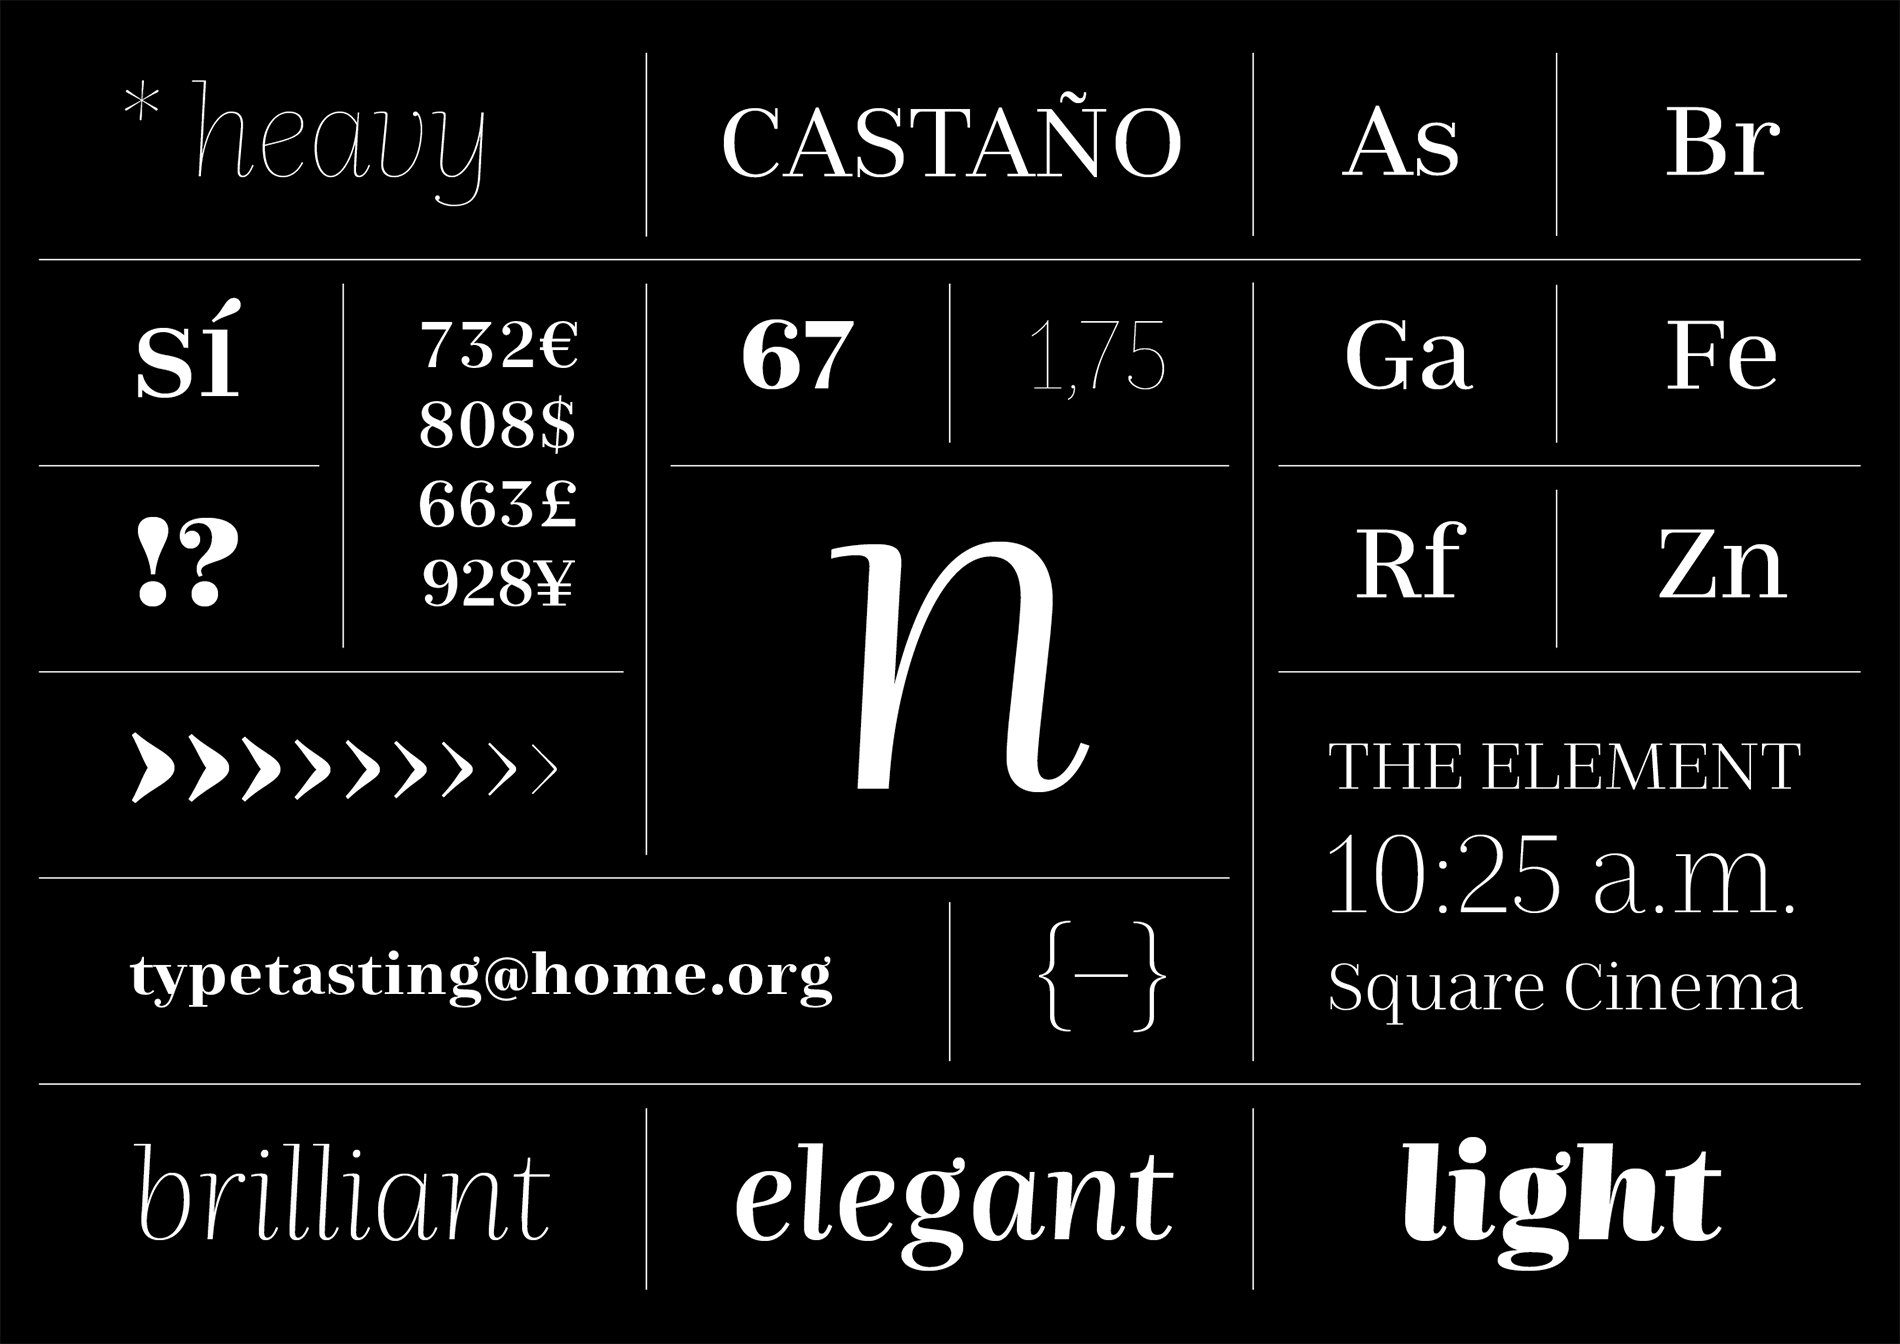 * heavy
CASTAÑO
As
Br
sí
732€
808$
663£
928¥
67
1,75
Ga
Fe
!?
n
Rf
Zn
THE ELEMENT
10:25 a.m.
Square Cinema
typetasting@home.org
{–}
brilliant
elegant
light